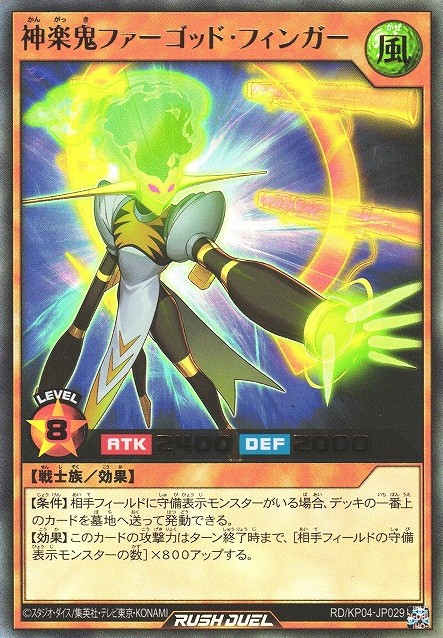 神楽鬼ファーゴッド・フィンガー
風
LEVEL
8
ATK 2400 DEF 2000
【戦士族／効果】
【条件】相手フィールドに守備表示モンスターがいる場合、デッキの一番上
のカードを墓地へ送って発動できる。
【効果】このカードの攻撃力はターン終了時まで、［相手フィールドの守備
表示モンスターの数］×800アップする。
©スタジオ・ダイス/集英社・テレビ東京・KONAMI
RUSH DUEL
RD/KP04-JP029